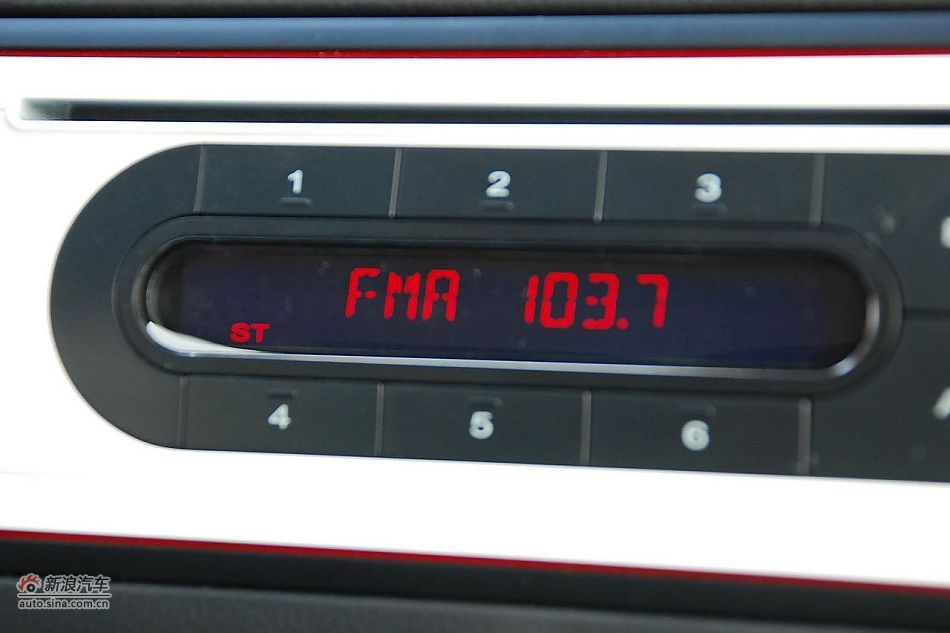 1 2 3
FMA 103.7
ST
4 5 6
新浪汽车
auto.sina.com.cn